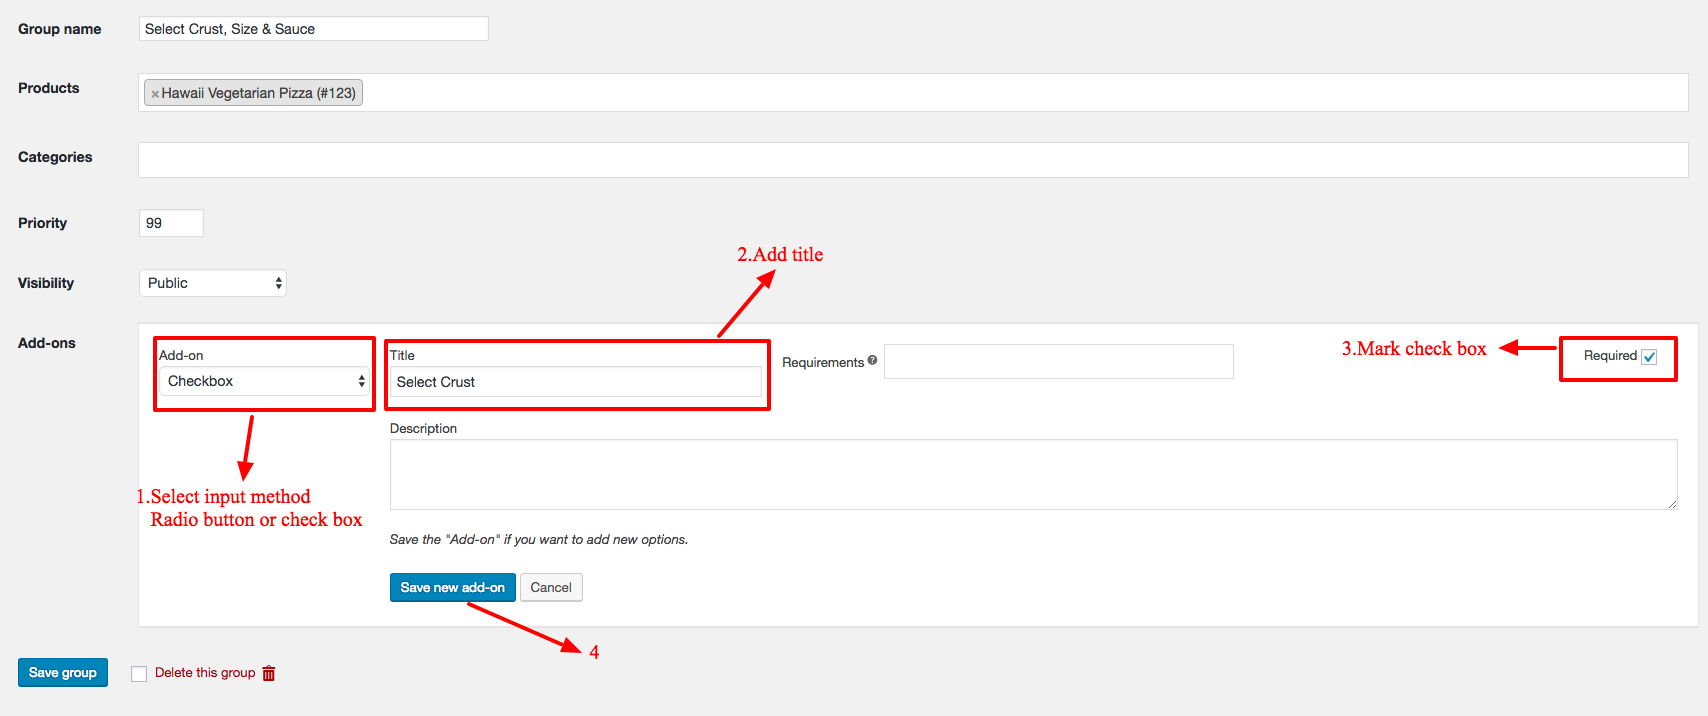 Group name
Select Crust, Size & Sauce
Products
×Hawaii Vegetarian Pizza (#123)
Categories
Priority
99
2.Add title
Visibility
Public
Add-ons
Add-on
Checkbox
Title
Select Crust
Requirements ?
3.Mark check box
Required
Description
1.Select input method
Radio button or check box
Save the "Add-on" if you want to add new options.
Save new add-on
Cancel
4
Save group
Delete this group